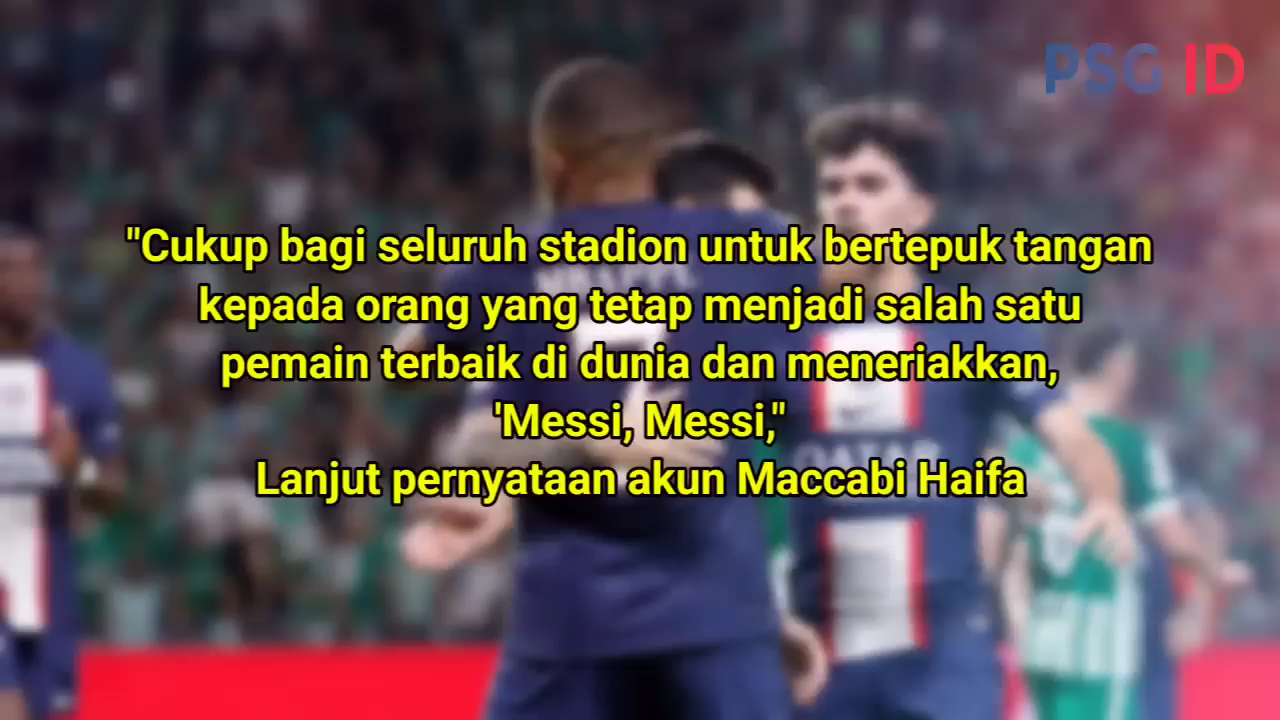 PSG ID
"Cukup bagi seluruh stadion untuk bertepuk tangan
kepada orang yang tetap menjadi salah satu
pemain terbaik di dunia dan meneriakkan,
'Messi, Messi,"
Lanjut pernyataan akun Maccabi Haifa
QATAR